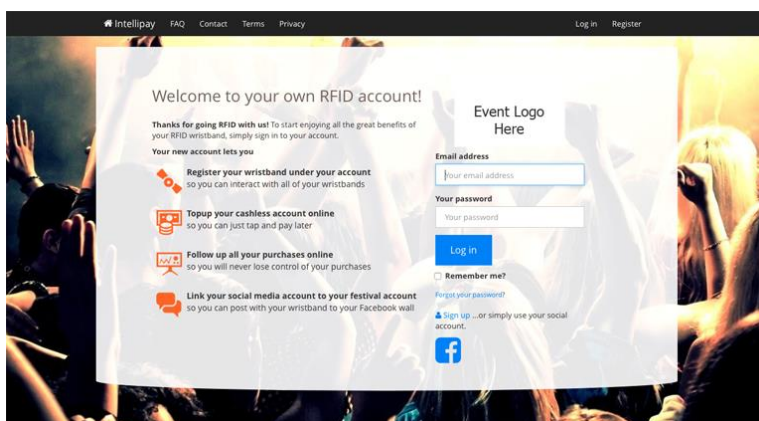 Intellipay FAQ Contact Terms Privacy Log in Register
Welcome to your own RFID account!
Thanks for going RFID with us! To start enjoying all the great benefits of
your RFID wristband, simply sign in to your account.
Your new account lets you
Register your wristband under your account
so you can interact with all of your wristbands
Topup your cashless account online
so you can just tap and pay later
Follow up all your purchases online
so you will never lose control of your purchases
Link your social media account to your festival account
so you can post with your wristband to your Facebook wall
Event Logo
Here
Email address
Your email address
Your password
Your password
Log in
Remember me?
Forgot your password?
Sign up ...or simply use your social
account.